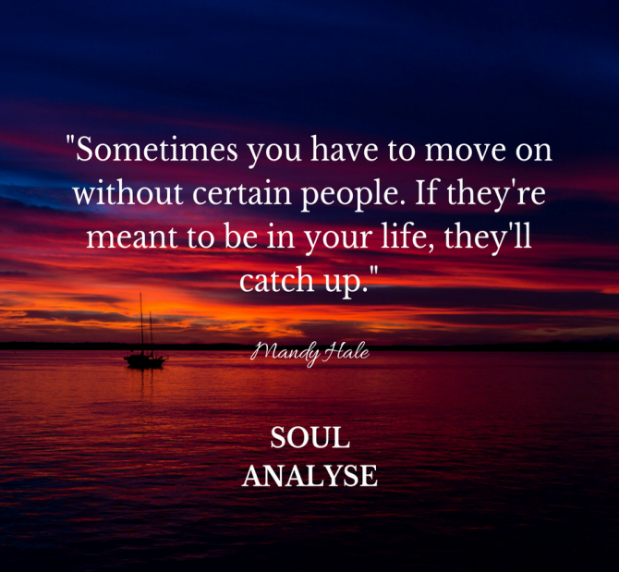 "Sometimes you have to move on
without certain people. If they're
meant to be in your life, they'll
catch up."
Mandy Hale
SOUL
ANALYSE